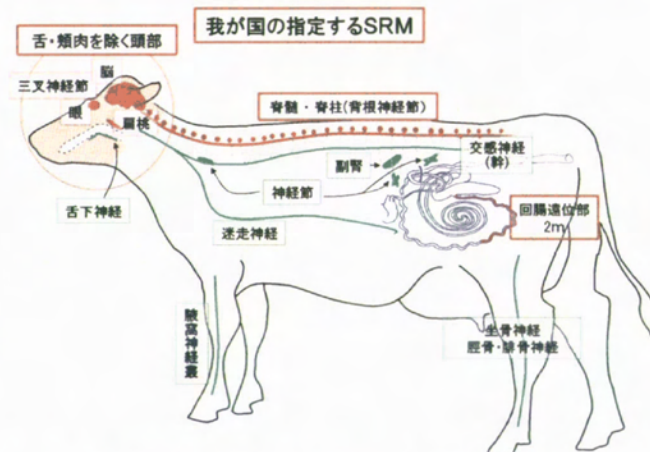 我が国の指定するSRM
舌・頬肉を除く頭部
脳
三叉神経節
眼
扁桃
脊髄・脊柱(背根神経節)
交感神経
(幹)
副腎
神経節
舌下神経
迷走神経
回腸遠位部
2m
腋窩神経叢
坐骨神経
脛骨・腓骨神経